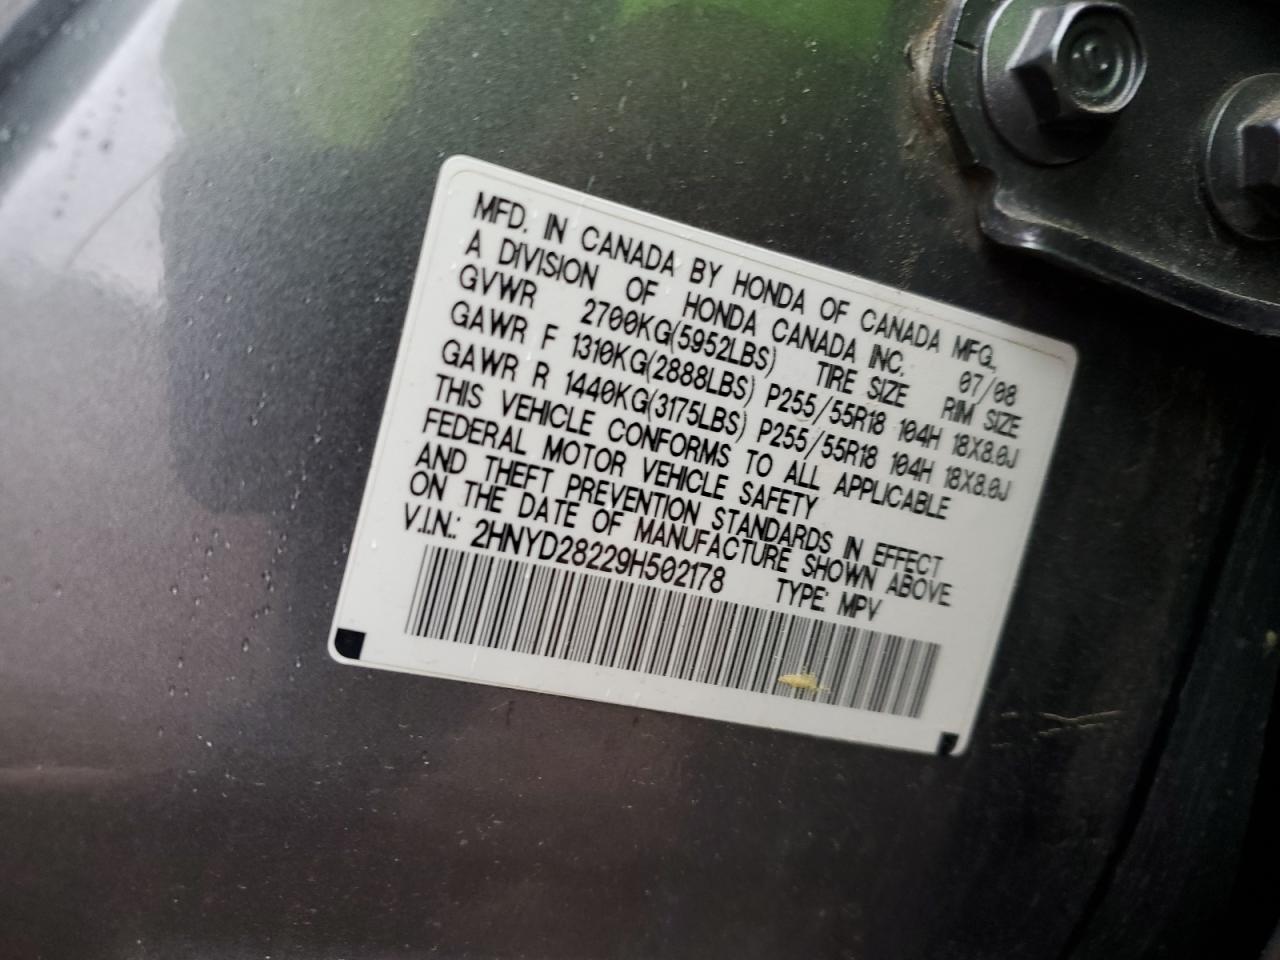 MFD. IN CANADA BY HONDA OF CANADA MFG.,
A DIVISION OF HONDA CANADA INC. 07/08
GVWR 2700KG(5952LBS) TIRE SIZE RIM SIZE
GAWR F 1310KG(2888LBS) P255/55R18 104H 18X8.0J
GAWR R 1440KG(3175LBS) P255/55R18 104H 18X8.0J
THIS VEHICLE CONFORMS TO ALL APPLICABLE
FEDERAL MOTOR VEHICLE SAFETY
AND THEFT PREVENTION STANDARDS IN EFFECT
ON THE DATE OF MANUFACTURE SHOWN ABOVE
V.I.N.: 2HNYD28229H502178 TYPE: MPV